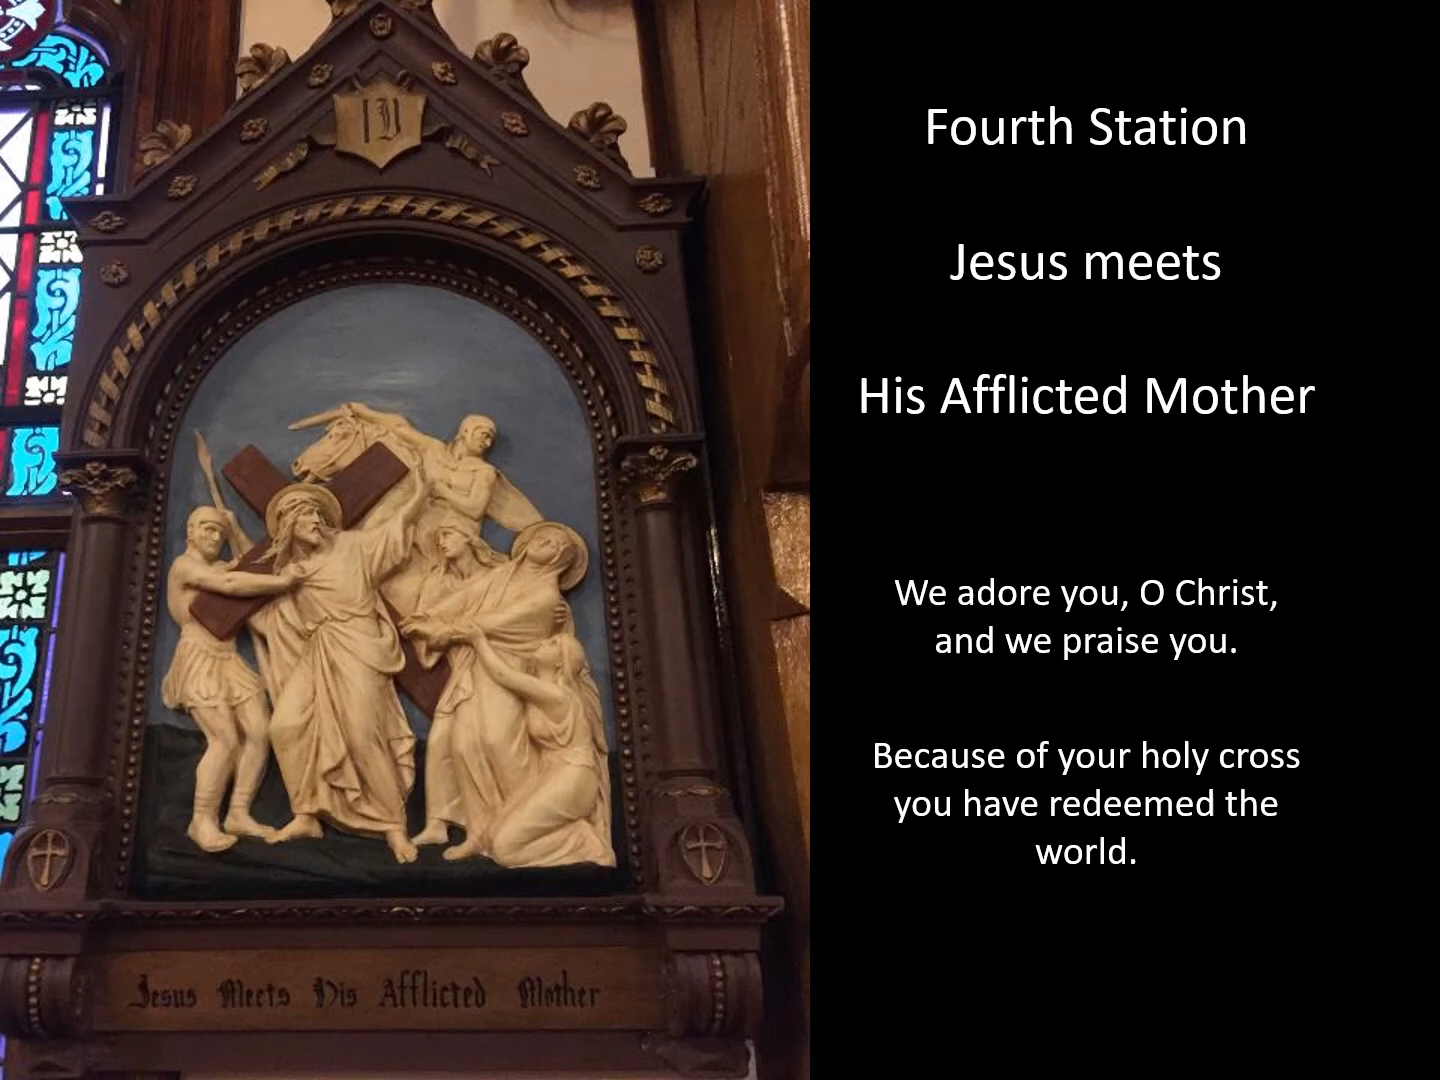 IV
Jesus Meets His Afflicted Mother
Fourth Station
Jesus meets
His Afflicted Mother
We adore you, O Christ,
and we praise you.
Because of your holy cross
you have redeemed the
world.